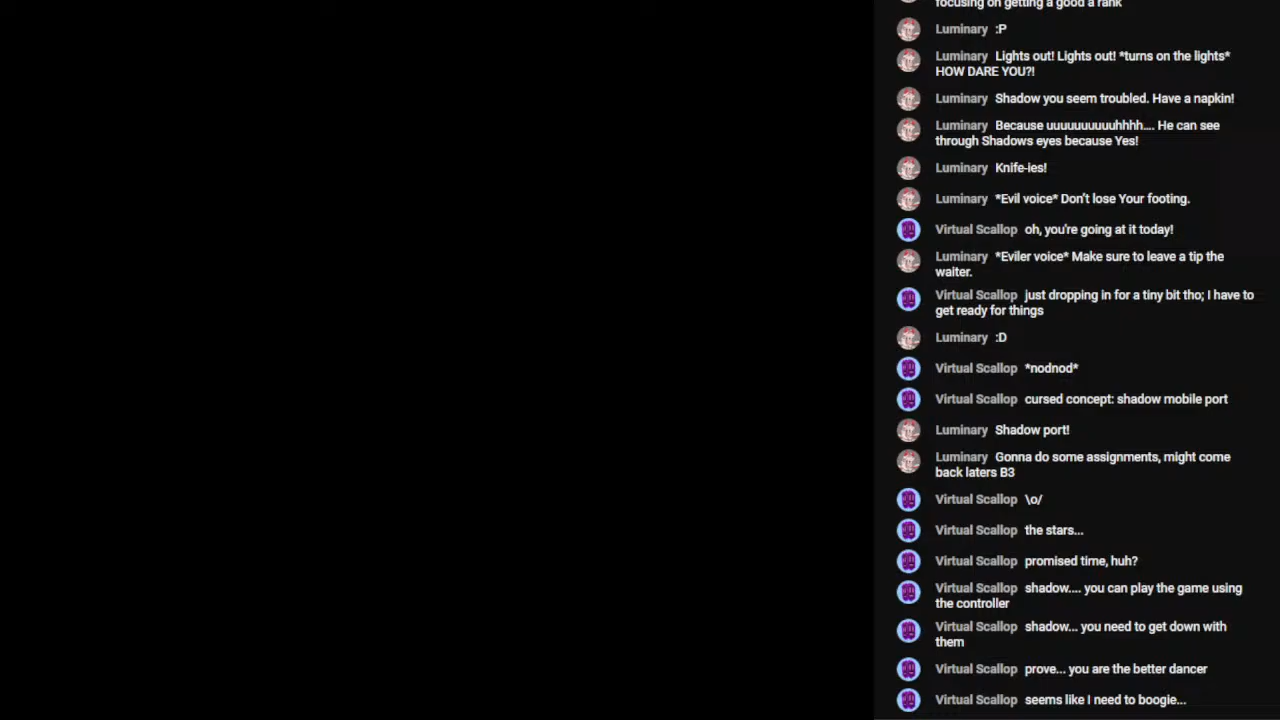 focusing on getting a good a rank
Luminary :P
Luminary Lights out! Lights out! *turns on the lights*
HOW DARE YOU?!
Luminary Shadow you seem troubled. Have a napkin!
Luminary Because uuuuuuuuuuhhhh.... He can see
through Shadows eyes because Yes!
Luminary Knife-ies!
Luminary *Evil voice* Don't lose Your footing.
Virtual Scallop oh, you're going at it today!
Luminary *Eviler voice* Make sure to leave a tip the
waiter.
Virtual Scallop just dropping in for a tiny bit tho; I have to
get ready for things
Luminary :D
Virtual Scallop *nodnod*
Virtual Scallop cursed concept: shadow mobile port
Luminary Shadow port!
Luminary Gonna do some assignments, might come
back laters B3
Virtual Scallop \o/
Virtual Scallop the stars...
Virtual Scallop promised time, huh?
Virtual Scallop shadow.... you can play the game using
the controller
Virtual Scallop shadow... you need to get down with
them
Virtual Scallop prove... you are the better dancer
Virtual Scallop seems like I need to boogie...